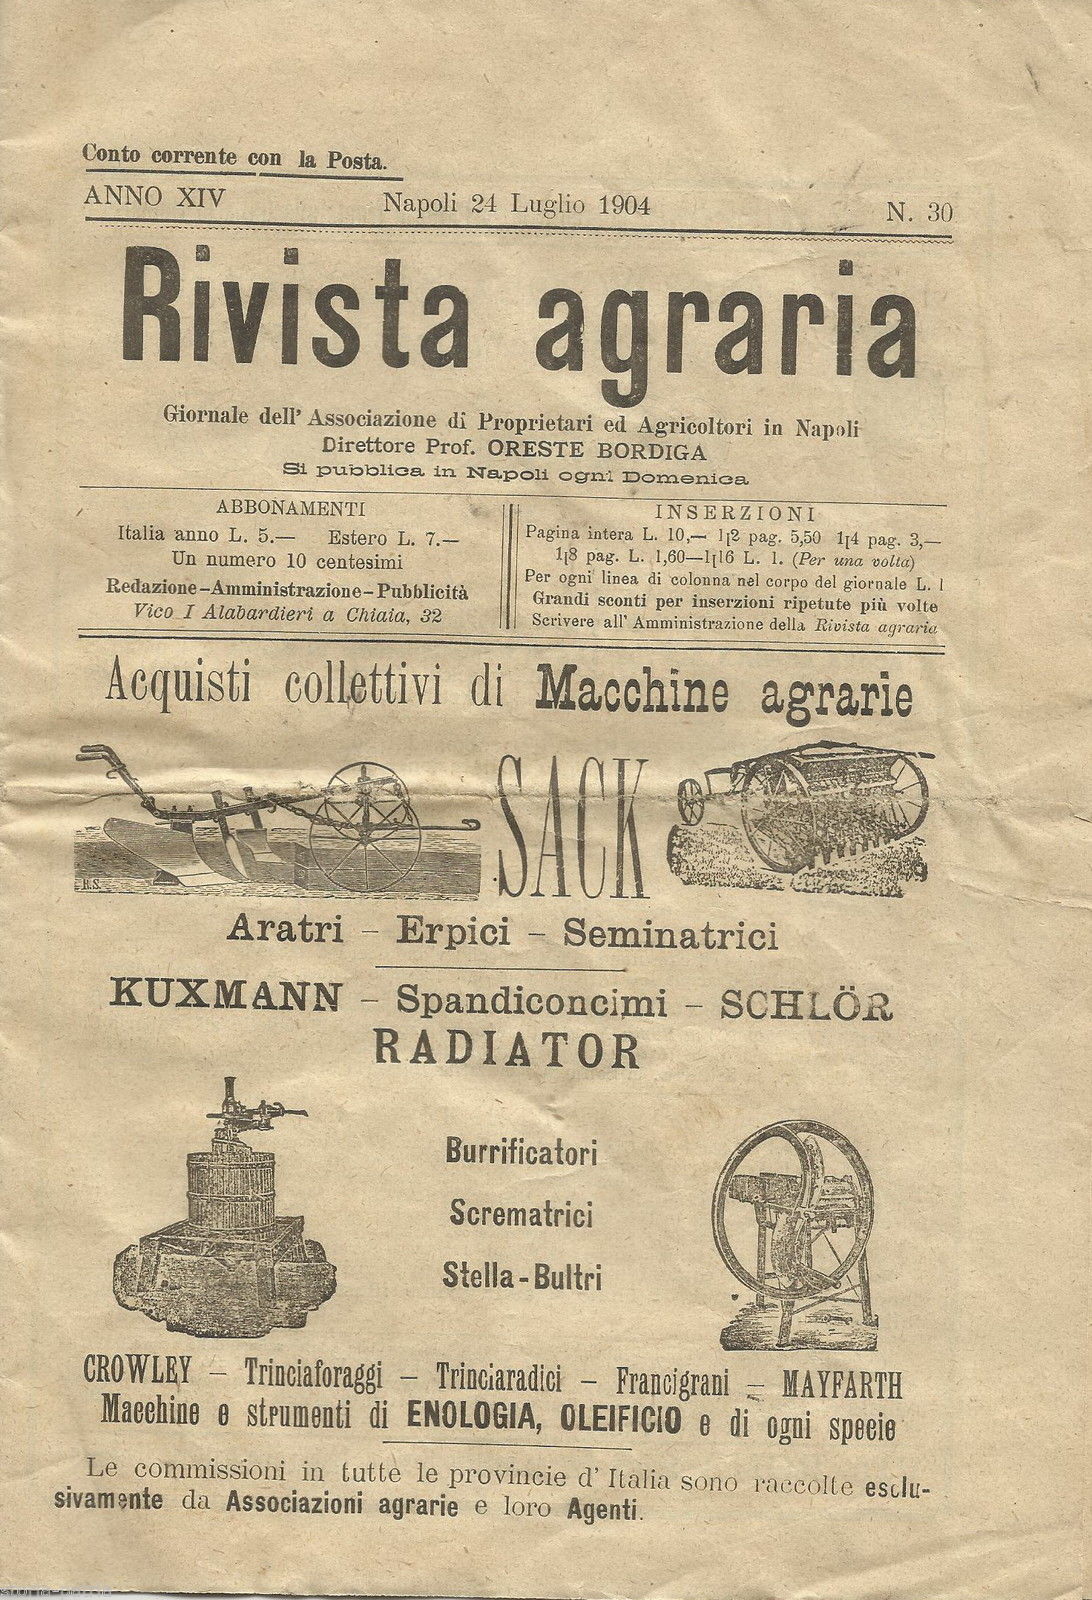 Conto corrente con la Posta.
ANNO XIV Napoli 24 Luglio 1904 N. 30
Rivista agraria
Giornale dell' Associazione di Proprietari ed Agricoltori in Napoli
Direttore Prof. ORESTE BORDIGA
Si pubblica in Napoli ogni Domenica
ABBONAMENTI
Italia anno L. 5.— Estero L. 7.—
Un numero 10 centesimi
Redazione-Amministrazione-Pubblicità
Vico I Alabardieri a Chiaia, 32
INSERZIONI
Pagina intera L. 10,— 1|2 pag. 5,50 1|4 pag. 3,—
1|8 pag. L. 1,60—1|16 L. 1. (Per una volta)
Per ogni linea di colonna nel corpo del giornale L. 1
Grandi sconti per inserzioni ripetute più volte
Scrivere all' Amministrazione della Rivista agraria
Acquisti collettivi di Macchine agrarie
SACK
Aratri - Erpici - Seminatrici
KUXMANN - Spandiconcimi - SCHLÖR
RADIATOR
Burrificatori
Scrematrici
Stella-Bultri
CROWLEY - Trinciaforaggi - Trinciaradici - Francigrani - MAYFARTH
Macchine e strumenti di ENOLOGIA, OLEIFICIO e di ogni specie
Le commissioni in tutte le provincie d' Italia sono raccolte esclu-
sivamente da Associazioni agrarie e loro Agenti.